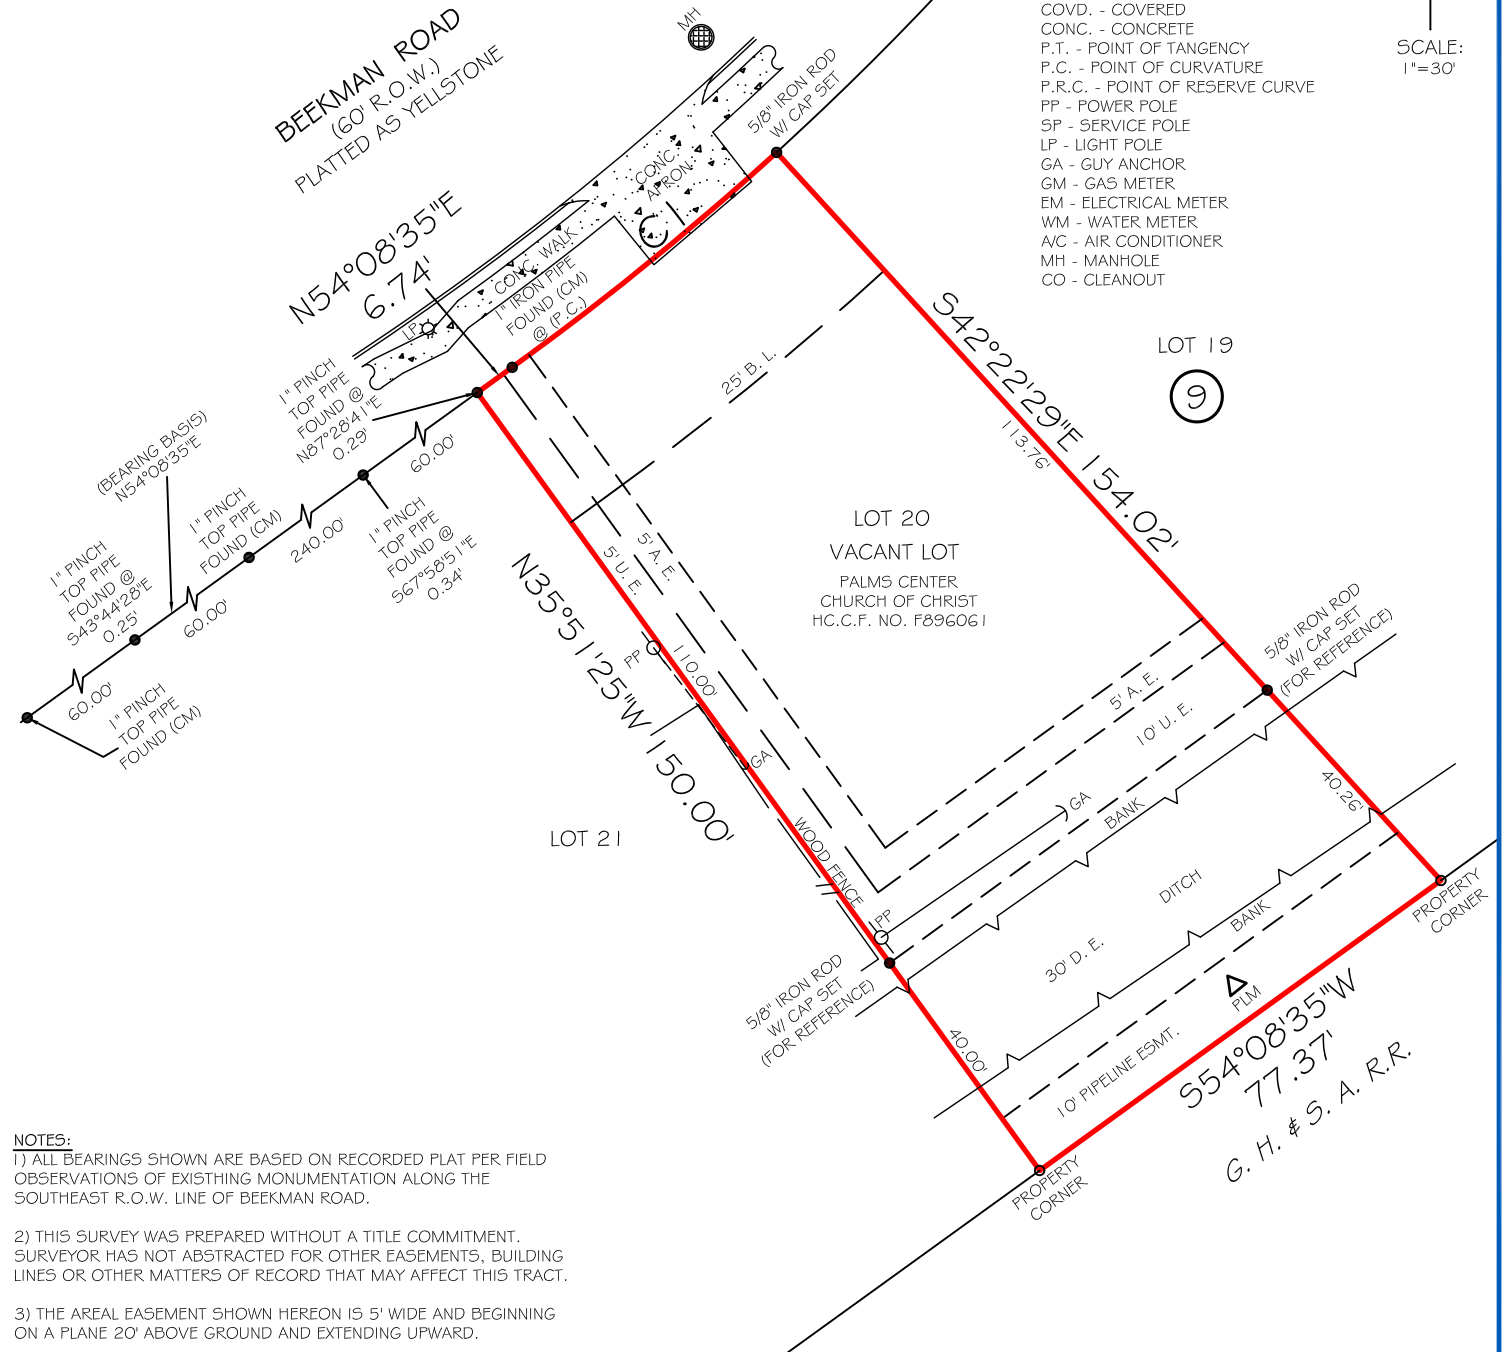 BEEKMAN ROAD
(60' R.O.W.)
PLATTED AS YELLSTONE
MH
5/8" IRON ROD
W/ CAP SET
COVD. - COVERED
CONC. - CONCRETE
P.T. - POINT OF TANGENCY
P.C. - POINT OF CURVATURE
P.R.C. - POINT OF RESERVE CURVE
PP - POWER POLE
SP - SERVICE POLE
LP - LIGHT POLE
GA - GUY ANCHOR
GM - GAS METER
EM - ELECTRICAL METER
WM - WATER METER
A/C - AIR CONDITIONER
MH - MANHOLE
CO - CLEANOUT
SCALE:
1"=30'
CONC.
APRON
C1
CONC. WALK
N54°08'35"E
6.74'
LP
1" IRON PIPE
FOUND (CM)
@ (P.C.)
1" PINCH
TOP PIPE
FOUND @
N87°28'41"E
0.29'
(BEARING BASIS)
N54°08'35"E
1" PINCH
TOP PIPE
FOUND (CM)
1" PINCH
TOP PIPE
FOUND @
S43°44'28"E
0.25'
60.00'
240.00'
60.00'
60.00'
1" PINCH
TOP PIPE
FOUND @
S67°58'51"E
0.34'
1" PINCH
TOP PIPE
FOUND (CM)
25' B. L.
S42°22'29"E 154.02'
113.76'
LOT 19
9
LOT 20
VACANT LOT
PALMS CENTER
CHURCH OF CHRIST
HC.C.F. NO. F896061
5' U. E.
5' A. E.
N35°51'25"W 150.00'
110.00'
PP
GA
WOOD FENCE
LOT 21
5' A. E.
10' U. E.
5/8" IRON ROD
W/ CAP SET
(FOR REFERENCE)
GA
BANK
40.26'
PP
DITCH
BANK
30' D. E.
PROPERTY
CORNER
5/8" IRON ROD
W/ CAP SET
(FOR REFERENCE)
40.00'
PLM
10' PIPELINE ESMT.
S54°08'35"W
77.37'
G. H. & S. A. R.R.
PROPERTY
CORNER
NOTES:
1) ALL BEARINGS SHOWN ARE BASED ON RECORDED PLAT PER FIELD
OBSERVATIONS OF EXISTHING MONUMENTATION ALONG THE
SOUTHEAST R.O.W. LINE OF BEEKMAN ROAD.
2) THIS SURVEY WAS PREPARED WITHOUT A TITLE COMMITMENT.
SURVEYOR HAS NOT ABSTRACTED FOR OTHER EASEMENTS, BUILDING
LINES OR OTHER MATTERS OF RECORD THAT MAY AFFECT THIS TRACT.
3) THE AREAL EASEMENT SHOWN HEREON IS 5' WIDE AND BEGINNING
ON A PLANE 20' ABOVE GROUND AND EXTENDING UPWARD.